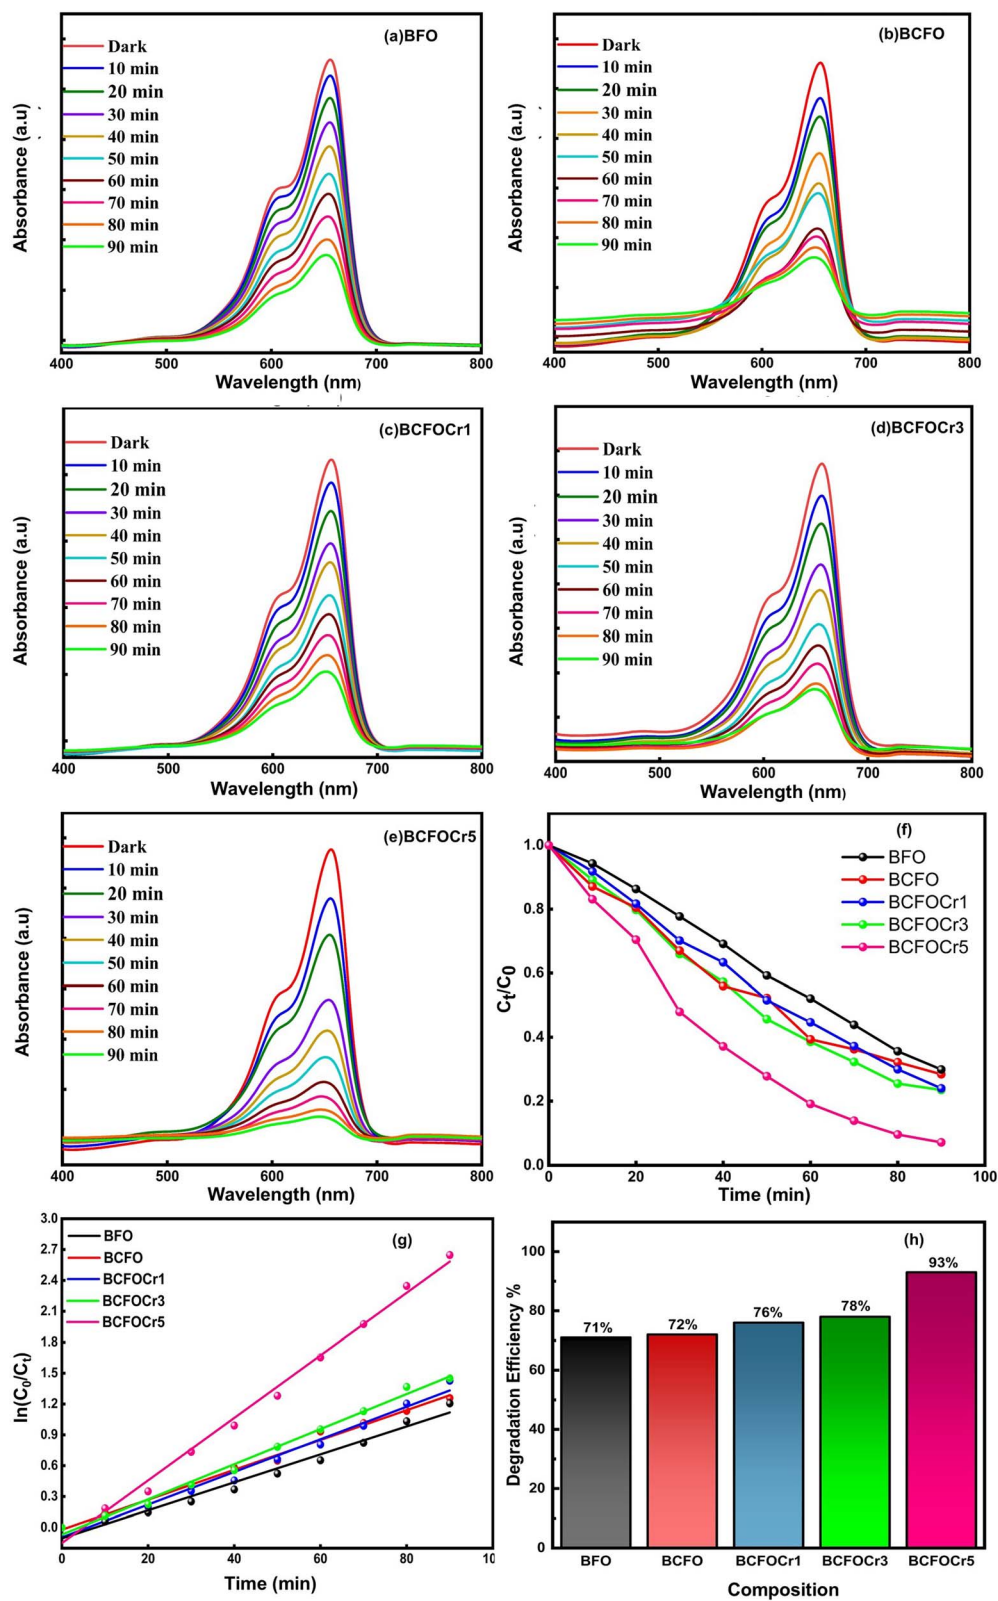 (a)BFO
Dark
10 min
20 min
30 min
40 min
50 min
60 min
70 min
80 min
90 min
Absorbance (a.u)
400 500 600 700 800
Wavelength (nm)
(b)BCFO
Dark
10 min
20 min
30 min
40 min
50 min
60 min
70 min
80 min
90 min
Absorbance (a.u)
400 500 600 700 800
Wavelength (nm)
(c)BCFOCr1
Dark
10 min
20 min
30 min
40 min
50 min
60 min
70 min
80 min
90 min
Absorbance (a.u)
400 500 600 700 800
Wavelength (nm)
(d)BCFOCr3
Dark
10 min
20 min
30 min
40 min
50 min
60 min
70 min
80 min
90 min
Absorbance (a.u)
400 500 600 700 800
Wavelength (nm)
(e)BCFOCr5
Dark
10 min
20 min
30 min
40 min
50 min
60 min
70 min
80 min
90 min
Absorbance (a.u)
400 500 600 700 800
Wavelength (nm)
(f)
BFO
BCFO
BCFOCr1
BCFOCr3
BCFOCr5
1.0
0.8
0.6
0.4
0.2
0.0
Ct/C0
0 20 40 60 80 100
Time (min)
(g)
BFO
BCFO
BCFOCr1
BCFOCr3
BCFOCr5
3.0
2.7
2.4
2.1
1.8
1.5
1.2
0.9
0.6
0.3
0.0
ln(C0/Ct)
0 20 40 60 80 10
Time (min)
(h)
100
80
60
40
20
0
Degradation Efficiency %
71% 72% 76% 78% 93%
BFO BCFO BCFOCr1 BCFOCr3 BCFOCr5
Composition